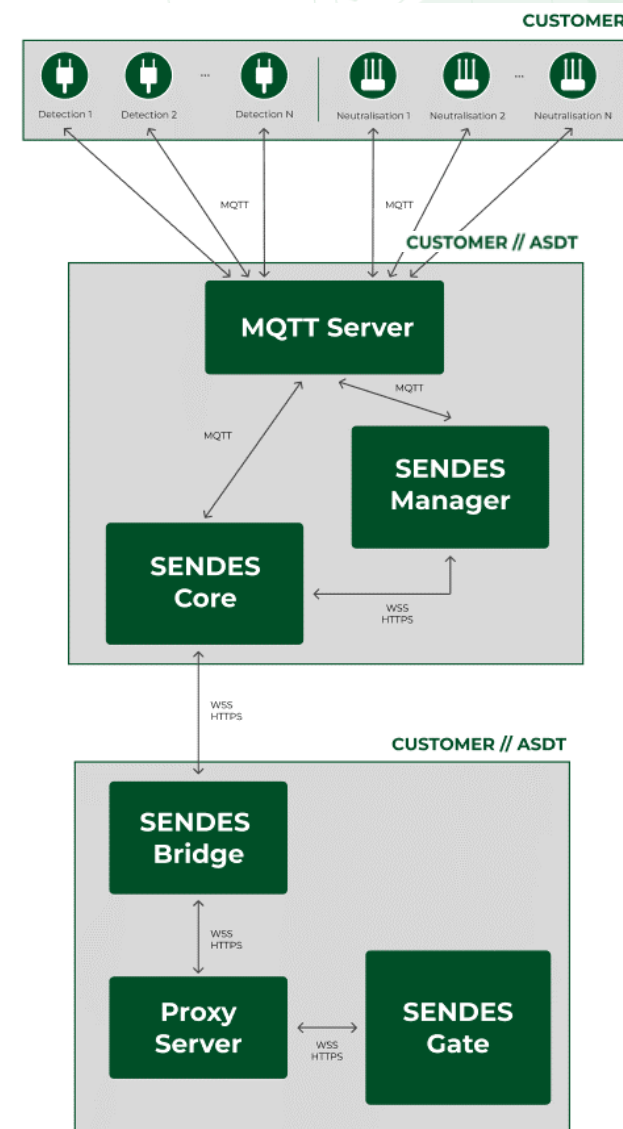 CUSTOMER
...
...
Detection 1
Detection 2
Detection N
Neutralisation 1
Neutralisation 2
Neutralisation N
MQTT
MQTT
CUSTOMER // ASDT
MQTT Server
MQTT
MQTT
SENDES
Manager
SENDES
Core
WSS
HTTPS
WSS
HTTPS
CUSTOMER // ASDT
SENDES
Bridge
WSS
HTTPS
Proxy
Server
WSS
HTTPS
SENDES
Gate